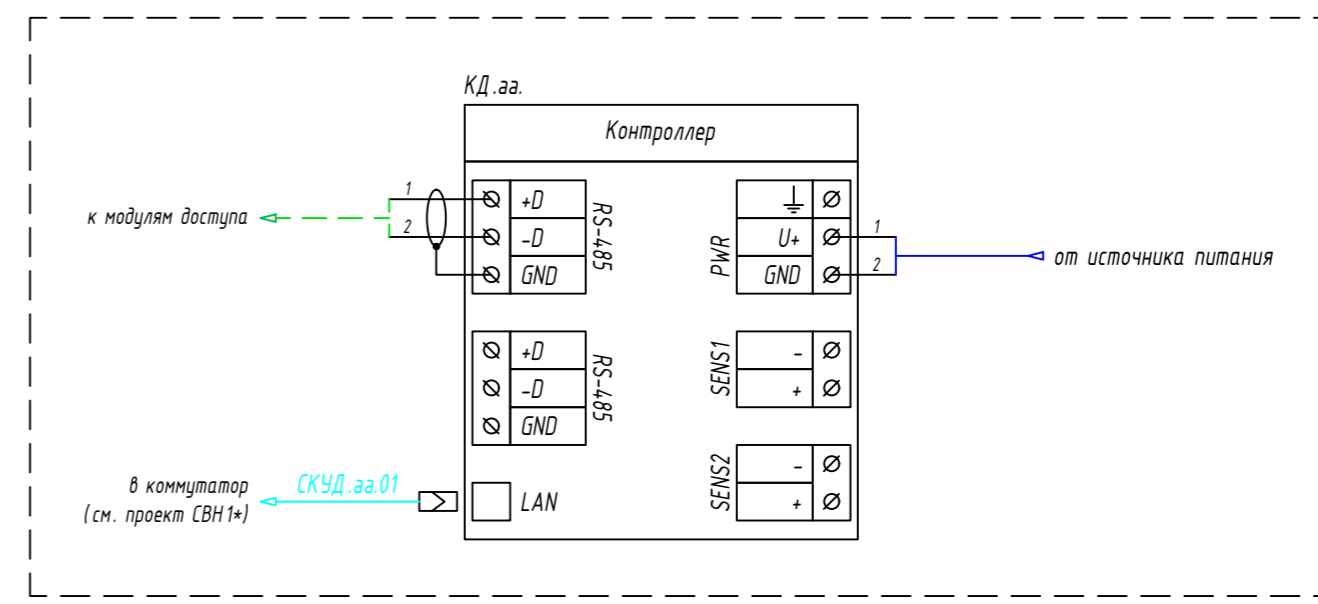 КД.аа.
Контроллер
к модулям доступа
1
2
+D
-D
GND
RS-485
PWR
U+
GND
1
2
от источника питания
+D
-D
GND
RS-485
SENS1
-
+
SENS2
-
+
в коммутатор
(см. проект СВН1*)
СКУД.аа.01
LAN